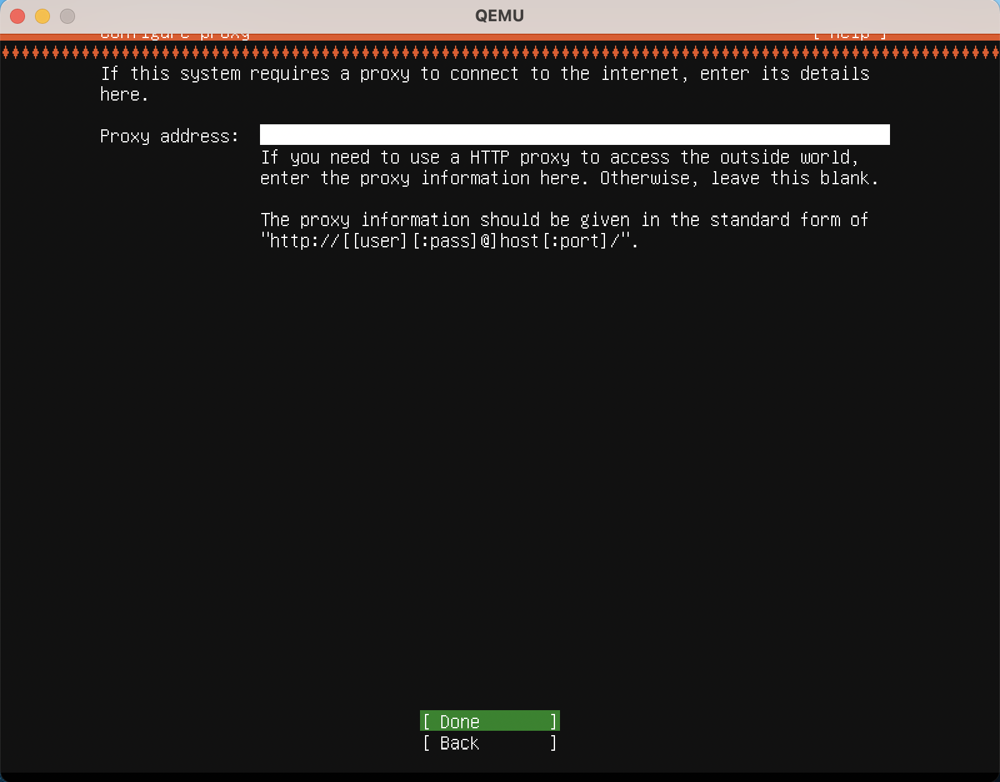 QEMU
Configure proxy [ Help ]
If this system requires a proxy to connect to the internet, enter its details
here.
Proxy address:
If you need to use a HTTP proxy to access the outside world,
enter the proxy information here. Otherwise, leave this blank.
The proxy information should be given in the standard form of
"http://[[user][:pass]@]host[:port]/".
[ Done ]
[ Back ]